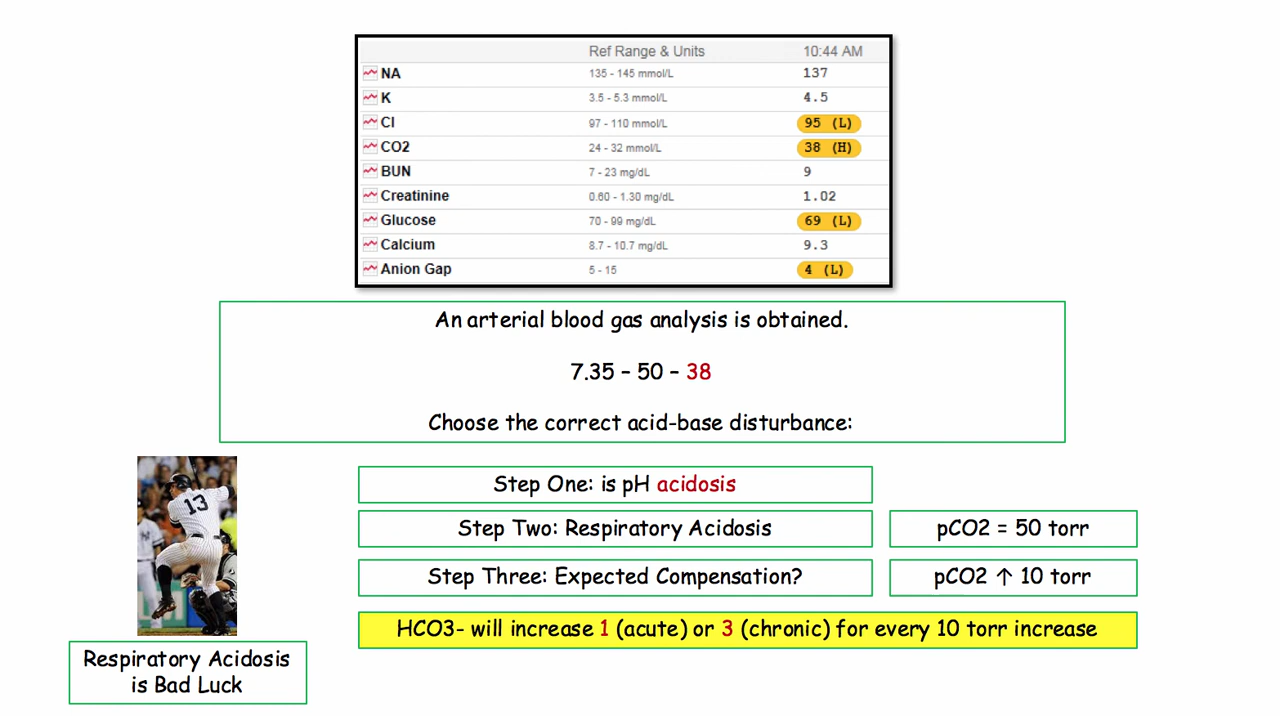 Ref Range & Units 10:44 AM
NA 135 - 145 mmol/L 137
K 3.5 - 5.3 mmol/L 4.5
Cl 97 - 110 mmol/L 95 (L)
CO2 24 - 32 mmol/L 38 (H)
BUN 7 - 23 mg/dL 9
Creatinine 0.60 - 1.30 mg/dL 1.02
Glucose 70 - 99 mg/dL 69 (L)
Calcium 8.7 - 10.7 mg/dL 9.3
Anion Gap 5 - 15 4 (L)
An arterial blood gas analysis is obtained.
7.35 – 50 – 38
Choose the correct acid-base disturbance:
13
Step One: is pH acidosis
Step Two: Respiratory Acidosis
pCO2 = 50 torr
Step Three: Expected Compensation?
pCO2 ↑ 10 torr
HCO3- will increase 1 (acute) or 3 (chronic) for every 10 torr increase
Respiratory Acidosis
is Bad Luck